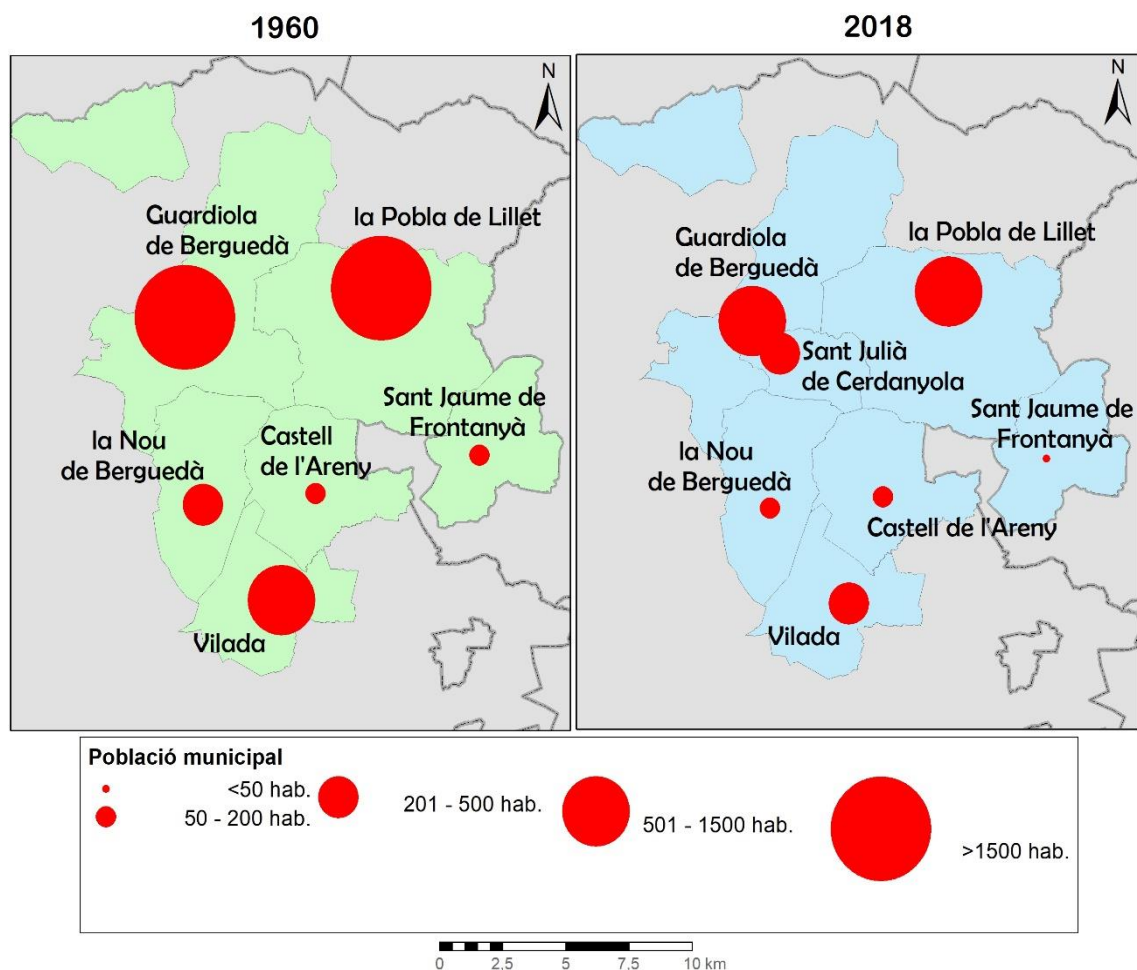 1960
2018
N
Guardiola
de Berguedà
la Pobla de Lillet
Sant Jaume de
Frontanyà
Castell
de l'Areny
la Nou
de Berguedà
Vilada
N
Guardiola
de Berguedà
la Pobla de Lillet
Sant Julià
de Cerdanyola
Sant Jaume de
Frontanyà
la Nou
de Berguedà
Castell de l'Areny
Vilada
Població municipal
<50 hab.
50 - 200 hab.
201 - 500 hab.
501 - 1500 hab.
>1500 hab.
0 2,5 5 7,5 10 km